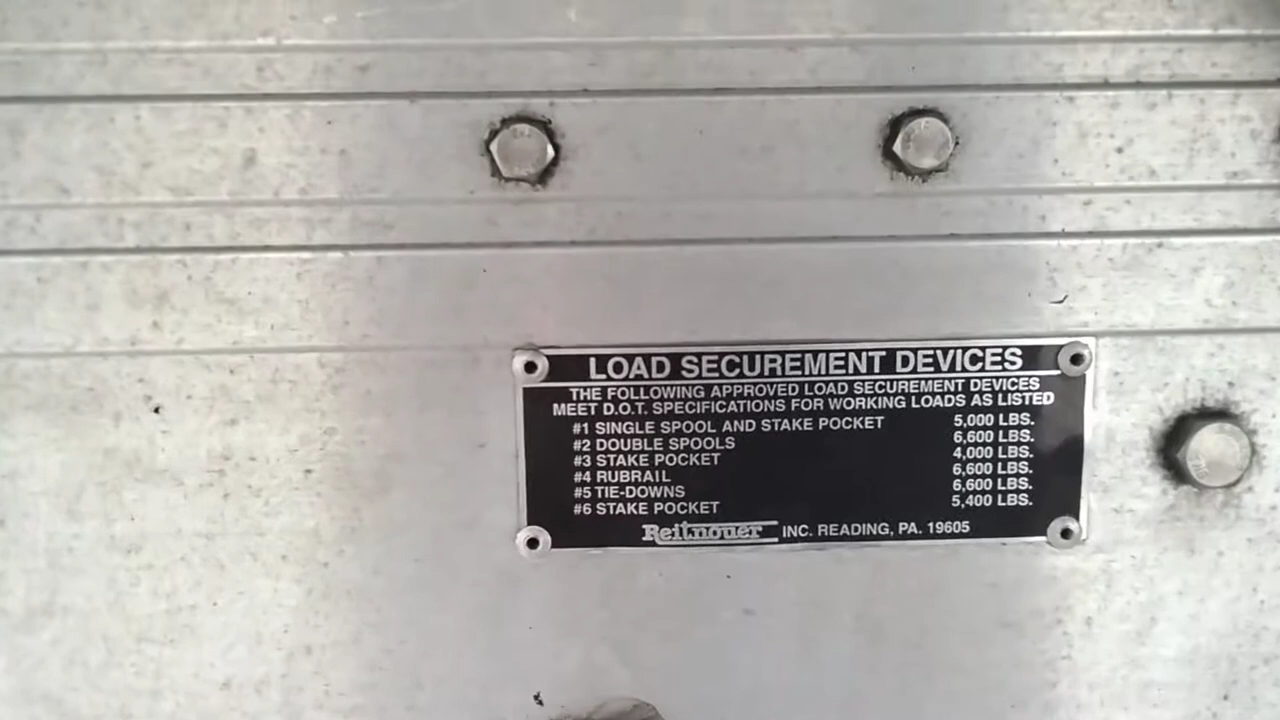 LOAD SECUREMENT DEVICES
THE FOLLOWING APPROVED LOAD SECUREMENT DEVICES
MEET D.O.T. SPECIFICATIONS FOR WORKING LOADS AS LISTED
#1 SINGLE SPOOL AND STAKE POCKET 5,000 LBS.
#2 DOUBLE SPOOLS 6,600 LBS.
#3 STAKE POCKET 4,000 LBS.
#4 RUBRAIL 6,600 LBS.
#5 TIE-DOWNS 6,600 LBS.
#6 STAKE POCKET 5,400 LBS.
Reitnouer INC. READING, PA. 19605